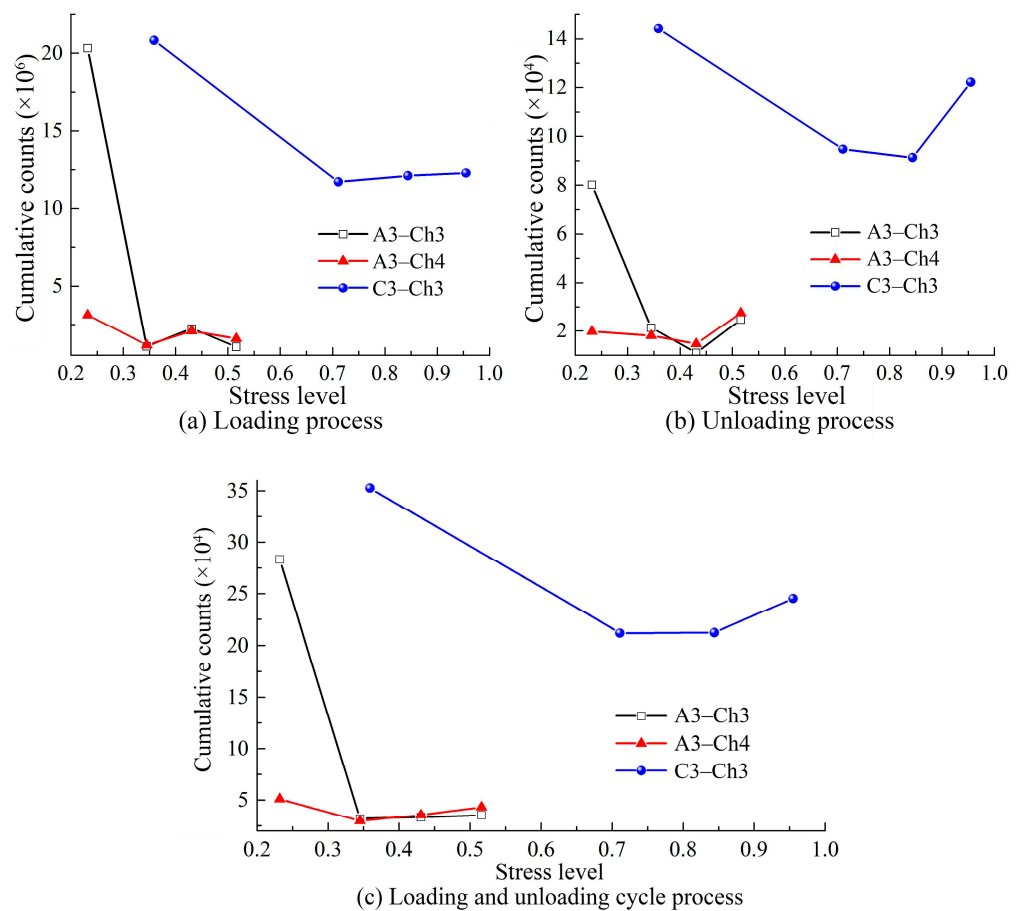 Cumulative counts (×10⁶)
20
15
10
5
0.2 0.3 0.4 0.5 0.6 0.7 0.8 0.9 1.0
Stress level
A3–Ch3
A3–Ch4
C3–Ch3
(a) Loading process
Cumulative counts (×10⁴)
14
12
10
8
6
4
2
0.2 0.3 0.4 0.5 0.6 0.7 0.8 0.9 1.0
Stress level
A3–Ch3
A3–Ch4
C3–Ch3
(b) Unloading process
Cumulative counts (×10⁴)
35
30
25
20
15
10
5
0.2 0.3 0.4 0.5 0.6 0.7 0.8 0.9 1.0
Stress level
A3–Ch3
A3–Ch4
C3–Ch3
(c) Loading and unloading cycle process